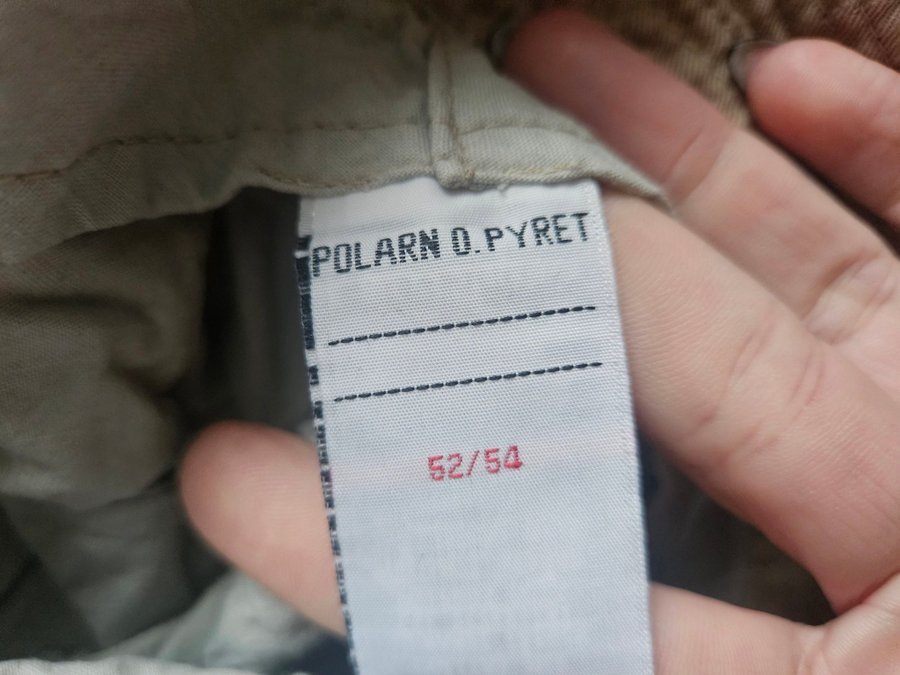 POLARN O. PYRET
52/54